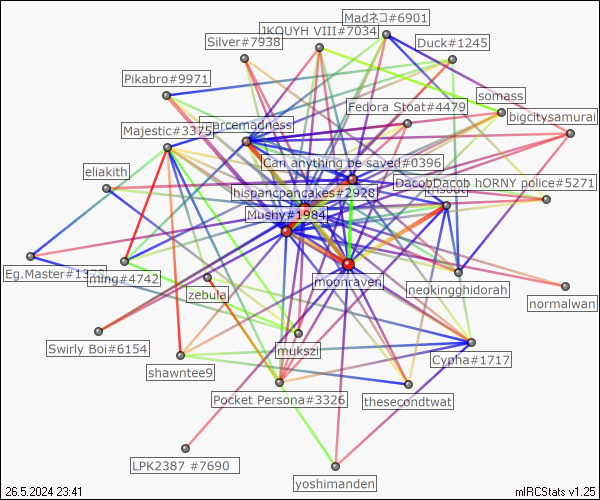 Madネコ#6901
JKOUYH VIII#7034
Silver#7938
Duck#1245
Pikabro#9971
somass
Fedora Stoat#4479
bigcitysamurai
Majestic#3375
arcemadness
Can anything be saved#0396
eliakith
DacobDacob hORNY police#5271
hispancpancakes#2928
Mushy#1984
Eg.Master#1378
ming#4742
moonraven
neokingghidorah
zebula
normalwan
Swirly Boi#6154
mukszi
Cypha#1717
shawntee9
Pocket Persona#3326
thesecondtwat
LPK2387 #7690
yoshimanden
26.5.2024 23:41
mIRCStats v1.25